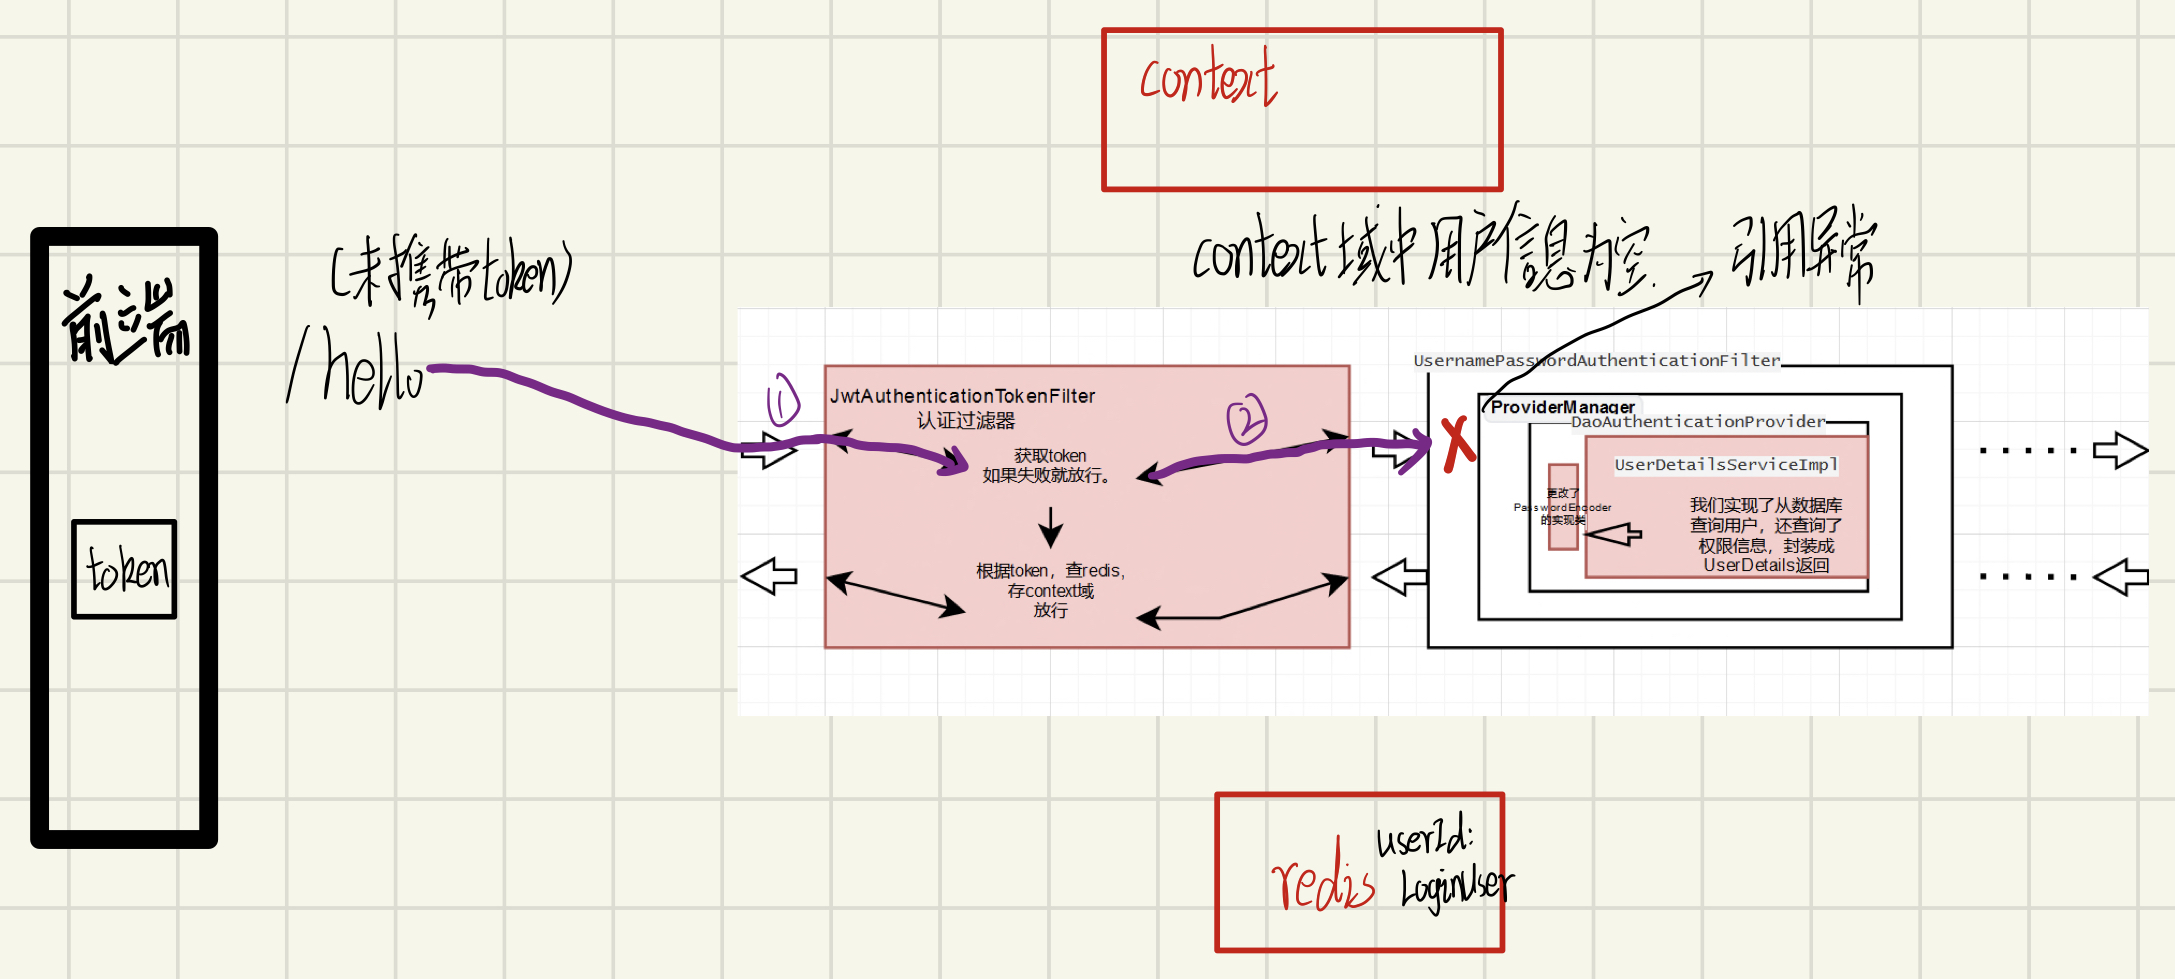 context
(未携带token)
/hello
前端
token
context域中用户信息为空
引用异常
①
②
JwtAuthenticationTokenFilter
认证过滤器
获取token
如果失败就放行。
根据token，查redis，
存context域
放行
UsernamePasswordAuthenticationFilter
ProviderManager
DaoAuthenticationProvider
UserDetailsServiceImpl
更改了
PasswordEncoder
的实现类
我们实现了从数据库
查询用户，还查询了
权限信息，封装成
UserDetails返回
redis
userId:
LoginUser